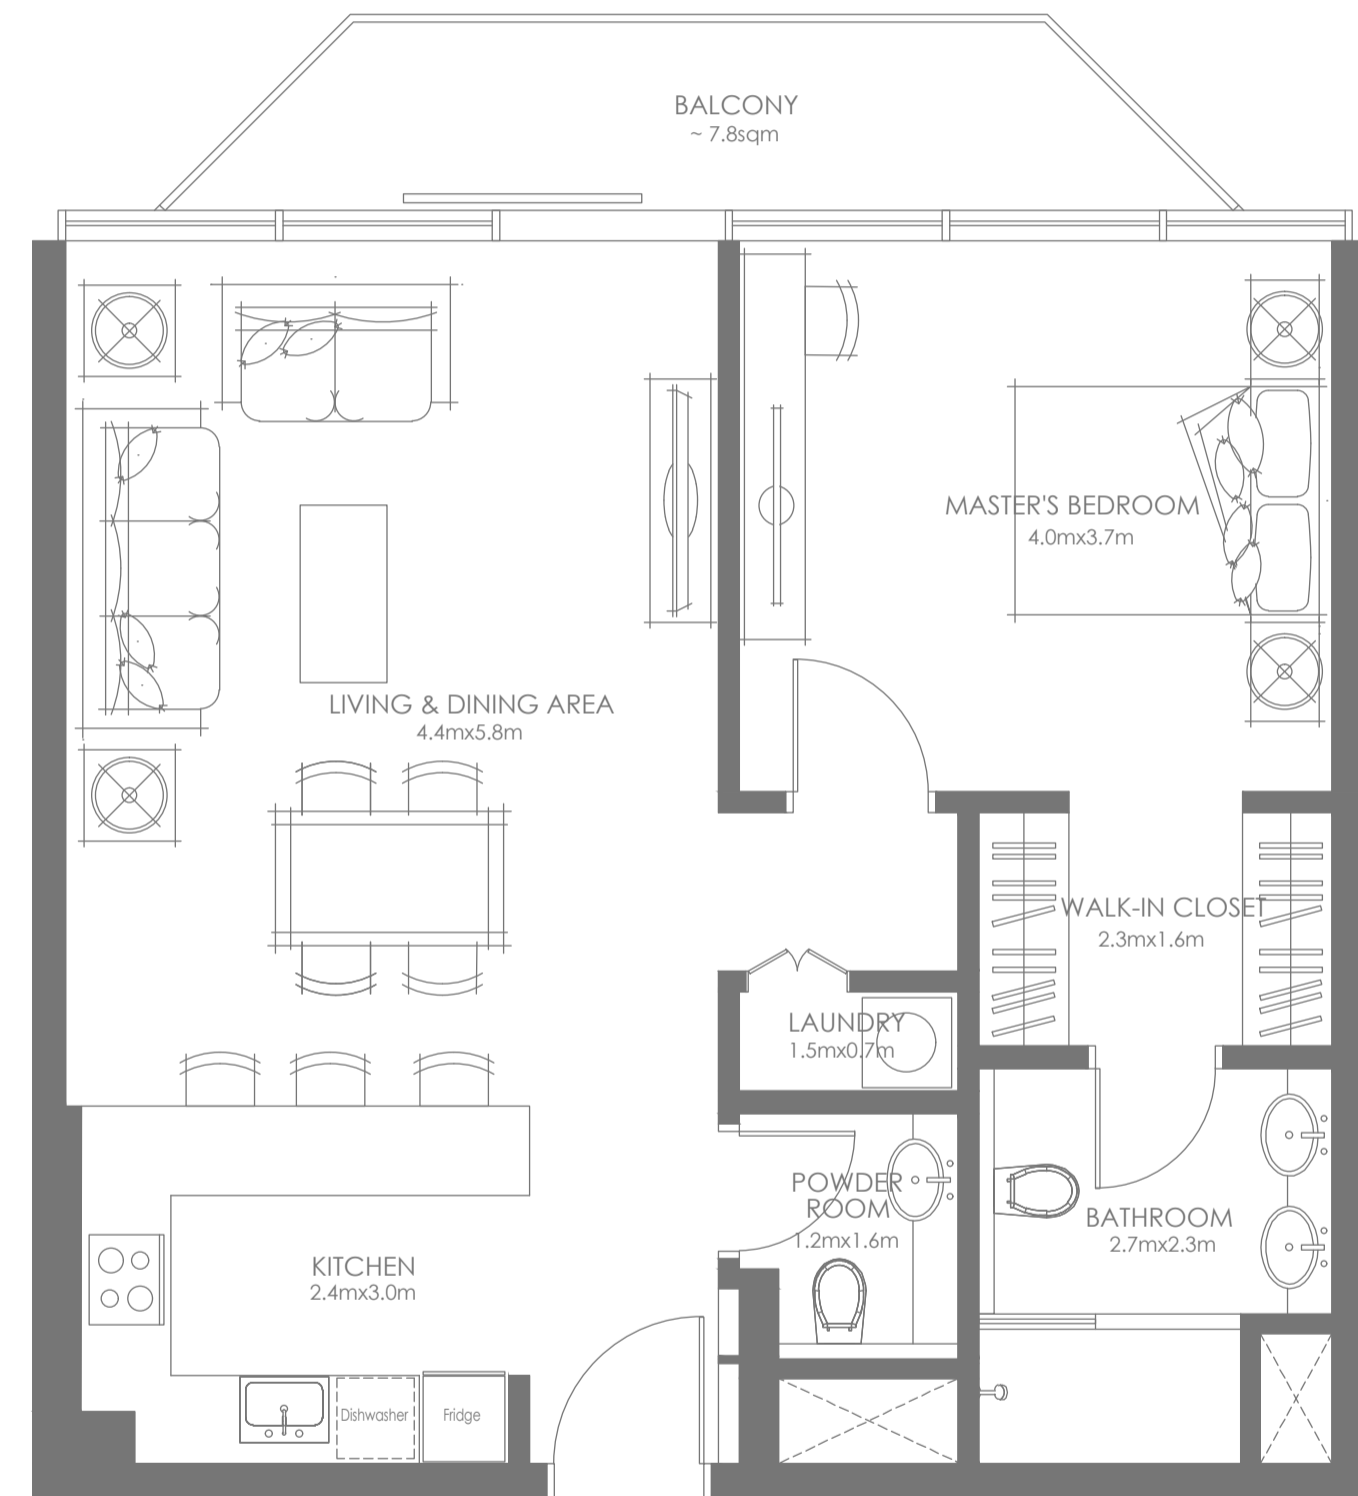 BALCONY
~ 7.8sqm
MASTER'S BEDROOM
4.0mx3.7m
LIVING & DINING AREA
4.4mx5.8m
WALK-IN CLOSET
2.3mx1.6m
LAUNDRY
1.5mx0.7m
POWDER
ROOM
1.2mx1.6m
BATHROOM
2.7mx2.3m
KITCHEN
2.4mx3.0m
Dishwasher
Fridge